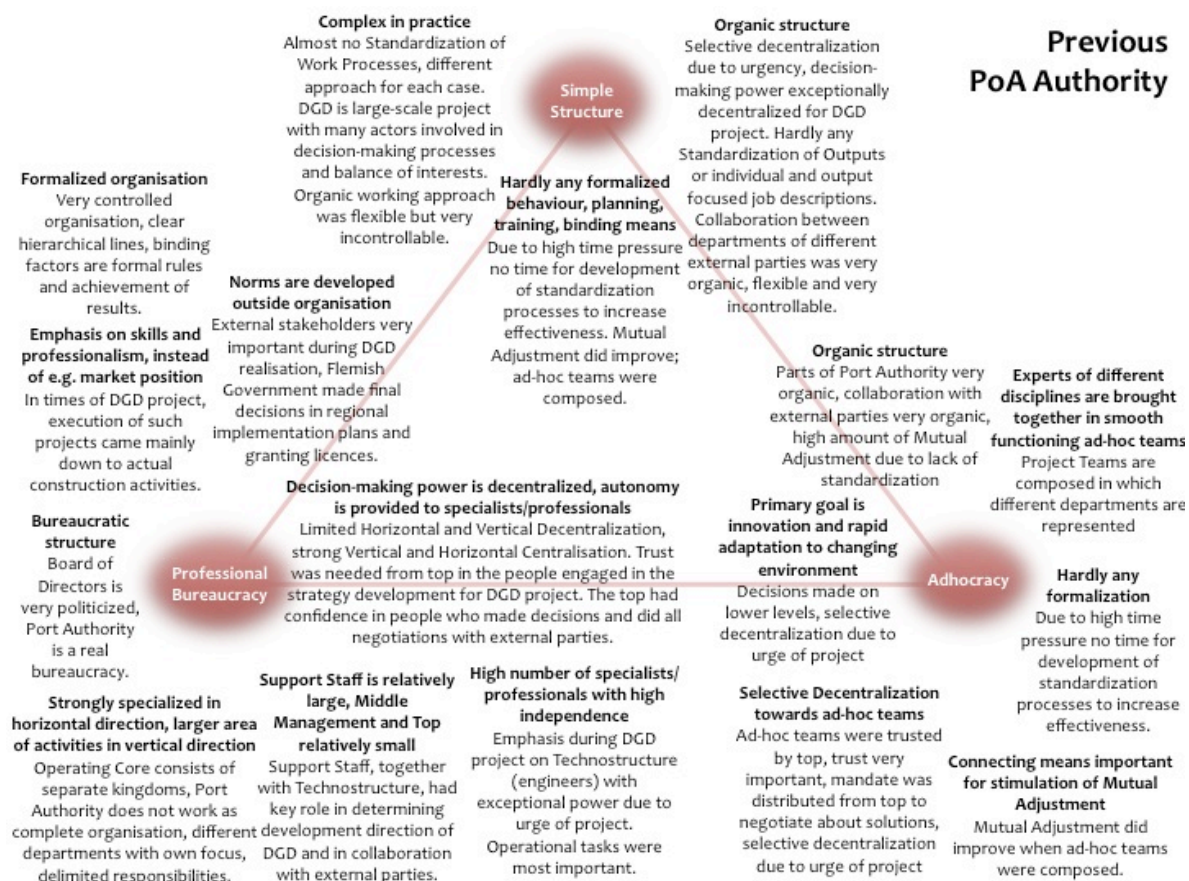 Previous
PoA Authority
Complex in practice
Almost no Standardization of
Work Processes, different
approach for each case.
DGD is large-scale project
with many actors involved in
decision-making processes
and balance of interests.
Organic working approach
was flexible but very
incontrollable.
Simple
Structure
Organic structure
Selective decentralization
due to urgency, decision-
making power exceptionally
decentralized for DGD
project. Hardly any
Standardization of Outputs
or individual and output
focused job descriptions.
Collaboration between
departments of different
external parties was very
organic, flexible and very
incontrollable.
Formalized organisation
Very controlled
organisation, clear
hierarchical lines, binding
factors are formal rules
and achievement of
results.
Hardly any formalized
behaviour, planning,
training, binding means
Due to high time pressure
no time for development
of standardization
processes to increase
effectiveness. Mutual
Adjustment did improve;
ad-hoc teams were
composed.
Norms are developed
outside organisation
External stakeholders very
important during DGD
realisation, Flemish
Government made final
decisions in regional
implementation plans and
granting licences.
Emphasis on skills and
professionalism, instead
of e.g. market position
In times of DGD project,
execution of such
projects came mainly
down to actual
construction activities.
Organic structure
Parts of Port Authority very
organic, collaboration with
external parties very organic,
high amount of Mutual
Adjustment due to lack of
standardization
Experts of different
disciplines are brought
together in smooth
functioning ad-hoc teams
Project Teams are
composed in which
different departments are
represented
Decision-making power is decentralized, autonomy
is provided to specialists/professionals
Limited Horizontal and Vertical Decentralization,
strong Vertical and Horizontal Centralisation. Trust
was needed from top in the people engaged in the
strategy development for DGD project. The top had
confidence in people who made decisions and did all
negotiations with external parties.
Primary goal is
innovation and rapid
adaptation to changing
environment
Decisions made on
lower levels, selective
decentralization due to
urge of project
Bureaucratic
structure
Board of
Directors is
very politicized,
Port Authority
is a real
bureaucracy.
Professional
Bureaucracy
Adhocracy
Hardly any
formalization
Due to high time
pressure no time for
development of
standardization
processes to increase
effectiveness.
Strongly specialized in
horizontal direction, larger area
of activities in vertical direction
Operating Core consists of
separate kingdoms, Port
Authority does not work as
complete organisation, different
departments with own focus,
delimited responsibilities.
Support Staff is relatively
large, Middle
Management and Top
relatively small
Support Staff, together
with Technostructure, had
key role in determining
development direction of
DGD and in collaboration
with external parties.
High number of specialists/
professionals with high
independence
Emphasis during DGD
project on Technostructure
(engineers) with
exceptional power due to
urge of project.
Operational tasks were
most important.
Selective Decentralization
towards ad-hoc teams
Ad-hoc teams were trusted
by top, trust very
important, mandate was
distributed from top to
negotiate about solutions,
selective decentralization
due to urge of project
Connecting means important
for stimulation of Mutual
Adjustment
Mutual Adjustment did
improve when ad-hoc teams
were composed.